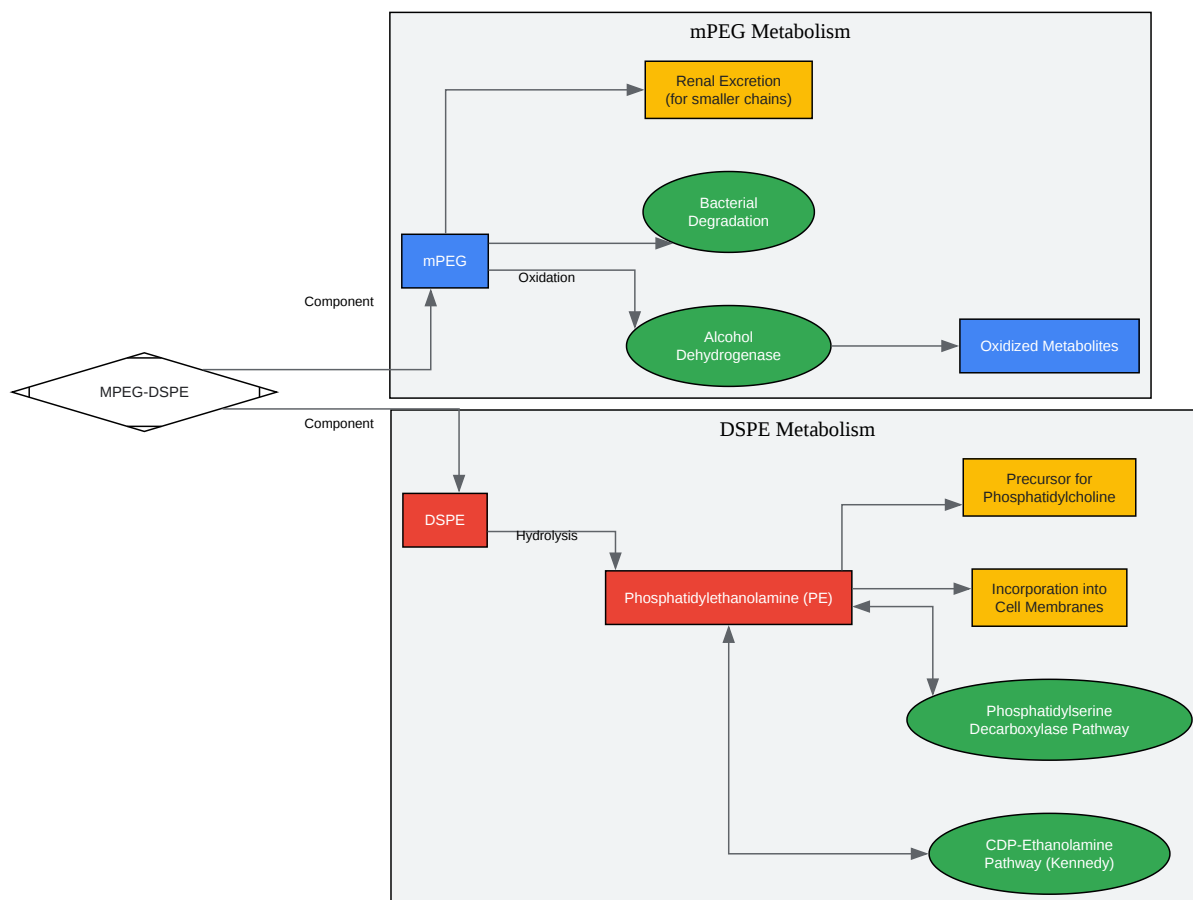 mPEG Metabolism
Renal Excretion
(for smaller chains)
Bacterial
Degradation
mPEG
Oxidation
Component
Alcohol
Dehydrogenase
Oxidized Metabolites
MPEG-DSPE
Component
DSPE Metabolism
Precursor for
Phosphatidylcholine
DSPE
Hydrolysis
Phosphatidylethanolamine (PE)
Incorporation into
Cell Membranes
Phosphatidylserine
Decarboxylase Pathway
CDP-Ethanolamine
Pathway (Kennedy)